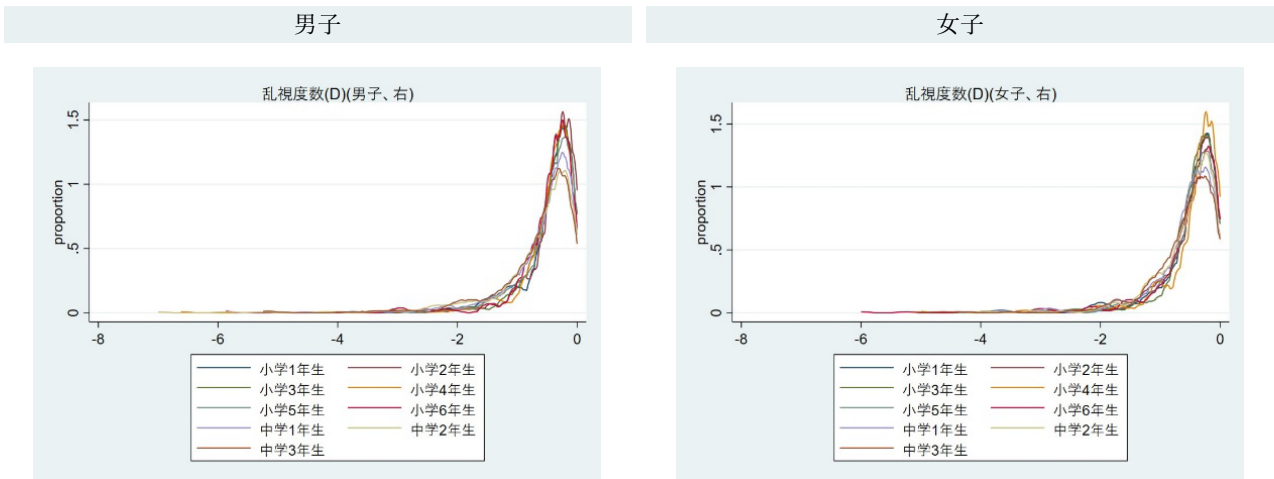 男子
女子
乱視度数(D)(男子、右)
proportion
1.5
1
.5
0
-8
-6
-4
-2
0
小学1年生
小学2年生
小学3年生
小学4年生
小学5年生
小学6年生
中学1年生
中学2年生
中学3年生
乱視度数(D)(女子、右)
proportion
1.5
1
.5
0
-8
-6
-4
-2
0
小学1年生
小学2年生
小学3年生
小学4年生
小学5年生
小学6年生
中学1年生
中学2年生
中学3年生